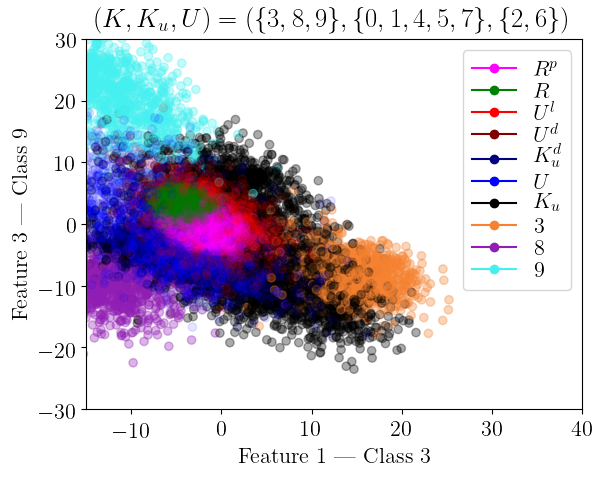 (K, K_u, U) = ({3, 8, 9}, {0, 1, 4, 5, 7}, {2, 6})
30
20
10
0
−10
−20
−30
Feature 3 — Class 9
R^p
R
U^l
U^d
K_u^d
U
K_u
3
8
9
−10
0
10
20
30
40
Feature 1 — Class 3